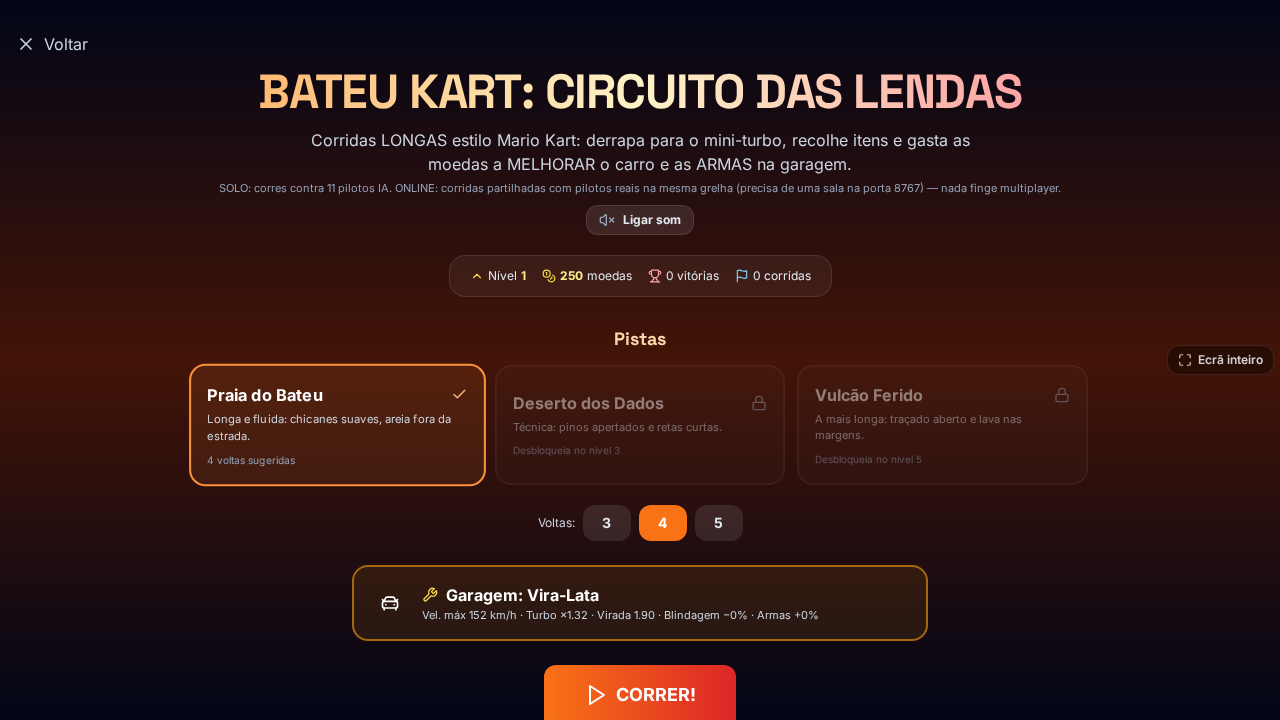 Voltar
BATEU KART: CIRCUITO DAS LENDAS
Corridas LONGAS estilo Mario Kart: derrapa para o mini-turbo, recolhe itens e gasta as
moedas a MELHORAR o carro e as ARMAS na garagem.
SOLO: corres contra 11 pilotos IA. ONLINE: corridas partilhadas com pilotos reais na mesma grelha (precisa de uma sala na porta 8767) — nada finge multiplayer.
Ligar som
Nível 1 250 moedas 0 vitórias 0 corridas
Pistas
Ecrã inteiro
Praia do Bateu
Longa e fluida: chicanes suaves, areia fora da
estrada.
4 voltas sugeridas
Deserto dos Dados
Técnica: pinos apertados e retas curtas.
Desbloqueia no nível 3
Vulcão Ferido
A mais longa: traçado aberto e lava nas
margens.
Desbloqueia no nível 5
Voltas: 3 4 5
Garagem: Vira-Lata
Vel. máx 152 km/h · Turbo ×1.32 · Virada 1.90 · Blindagem −0% · Armas +0%
CORRER!